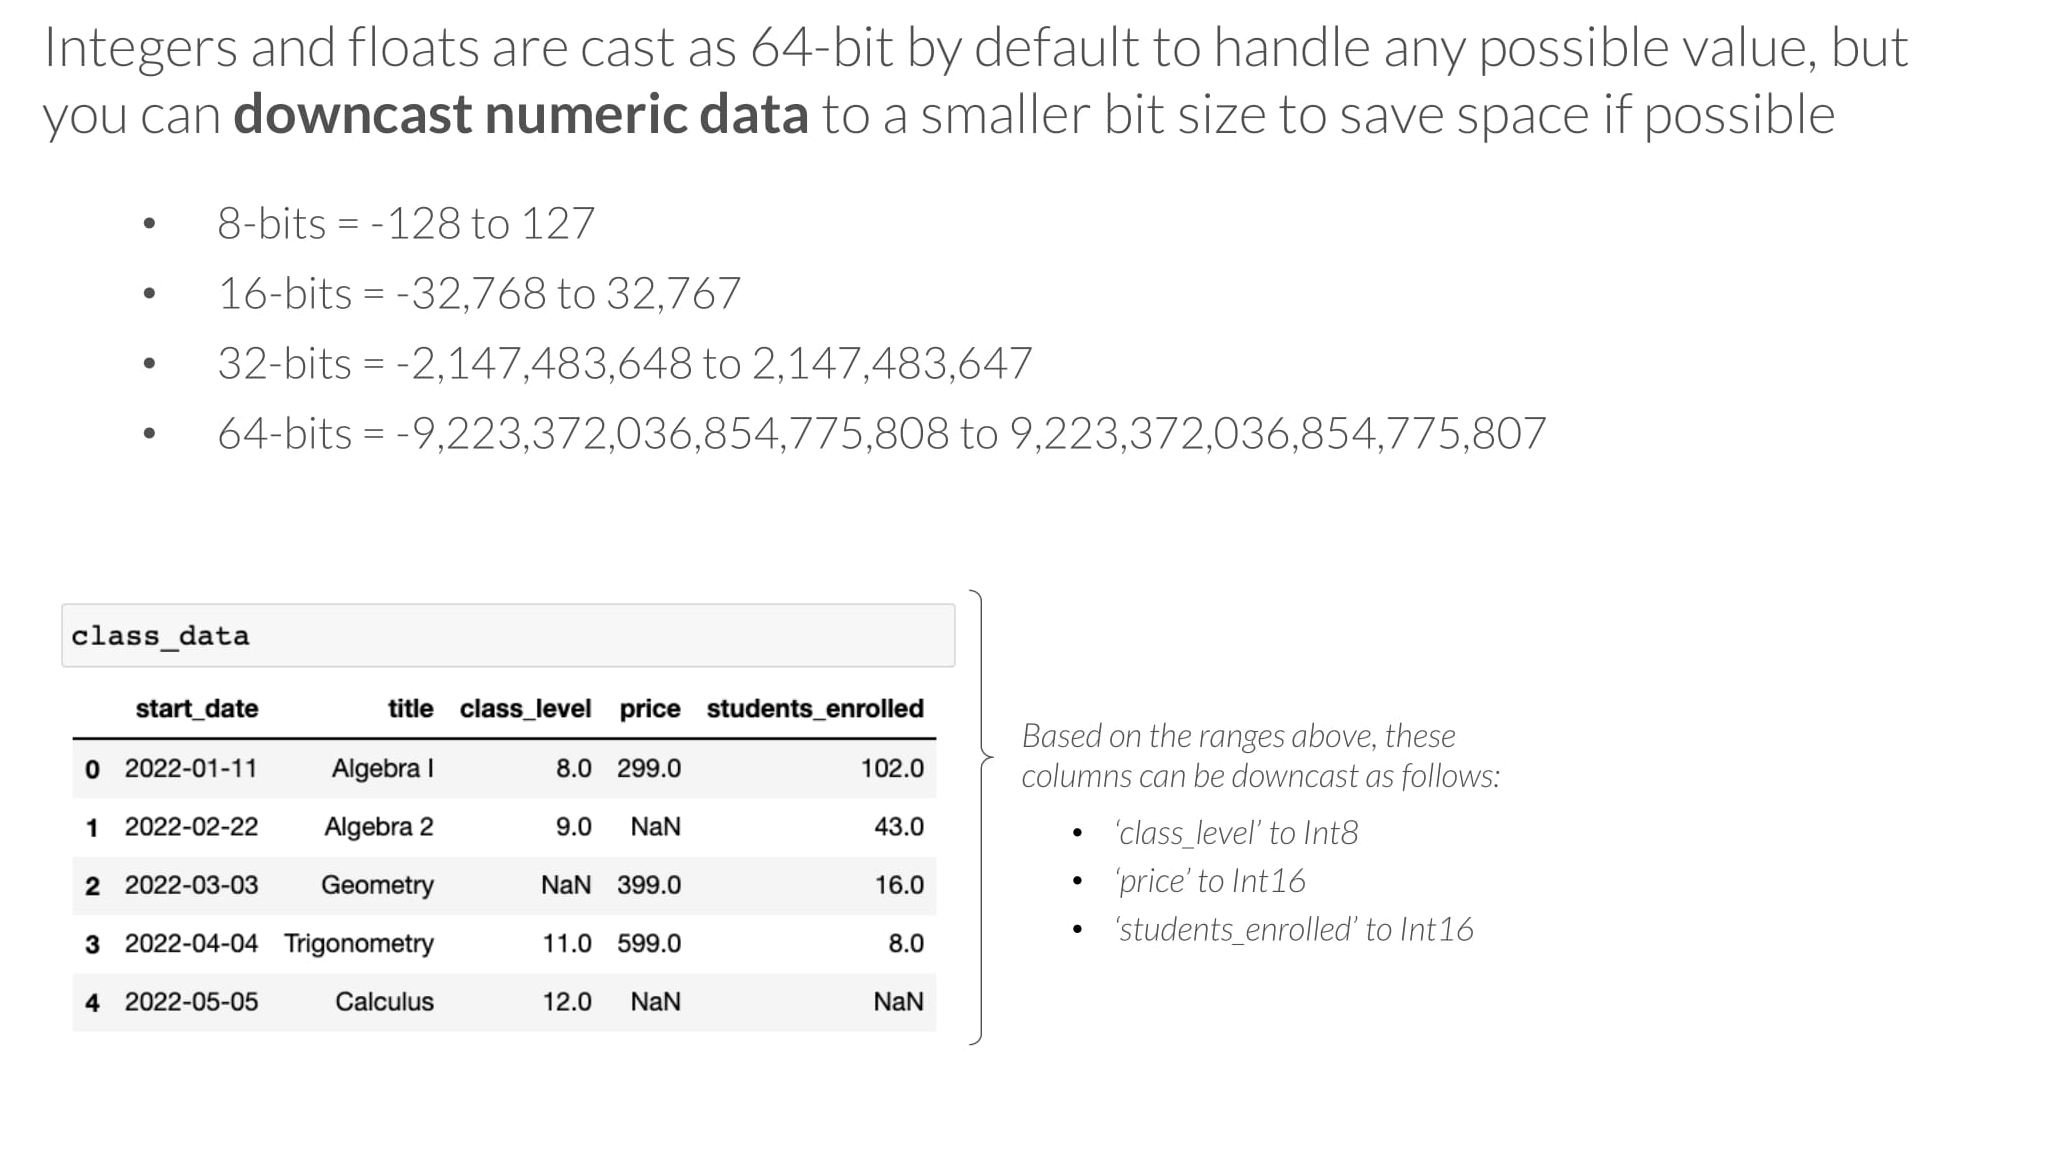 Integers and floats are cast as 64-bit by default to handle any possible value, but
you can downcast numeric data to a smaller bit size to save space if possible
• 8-bits = -128 to 127
• 16-bits = -32,768 to 32,767
• 32-bits = -2,147,483,648 to 2,147,483,647
• 64-bits = -9,223,372,036,854,775,808 to 9,223,372,036,854,775,807
class_data
start_date title class_level price students_enrolled
0 2022-01-11 Algebra I 8.0 299.0 102.0
1 2022-02-22 Algebra 2 9.0 NaN 43.0
2 2022-03-03 Geometry NaN 399.0 16.0
3 2022-04-04 Trigonometry 11.0 599.0 8.0
4 2022-05-05 Calculus 12.0 NaN NaN
Based on the ranges above, these
columns can be downcast as follows:
• ‘class_level’ to Int8
• ‘price’ to Int16
• ‘students_enrolled’ to Int16